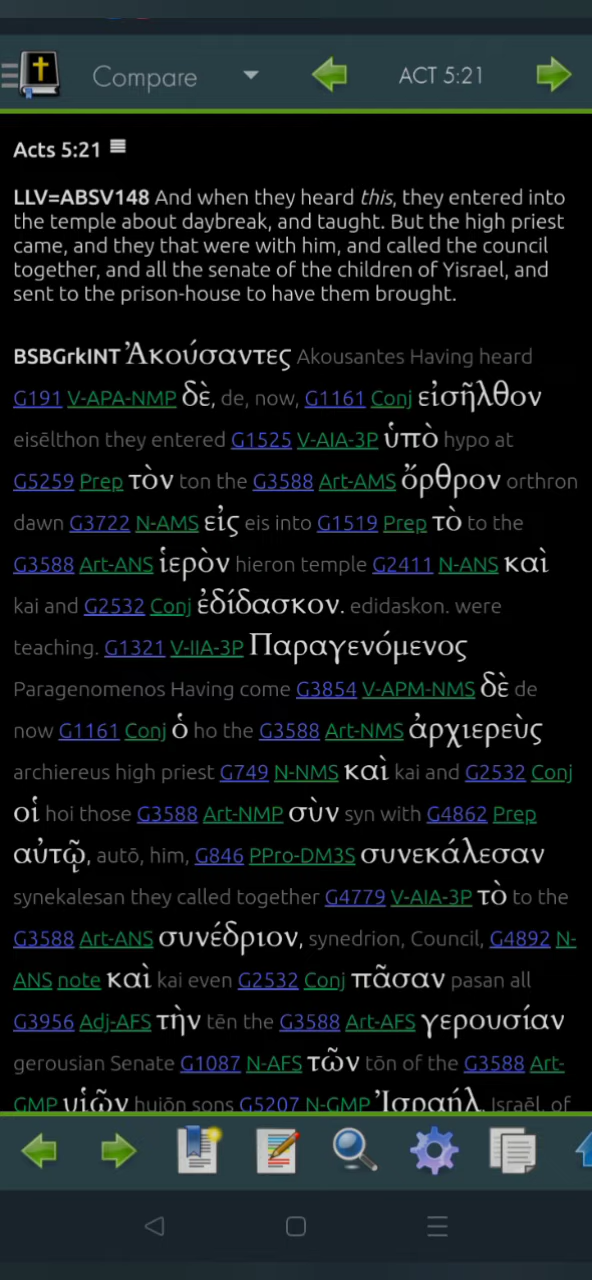 Compare
ACT 5:21
Acts 5:21
LLV=ABSV148 And when they heard this, they entered into
the temple about daybreak, and taught. But the high priest
came, and they that were with him, and called the council
together, and all the senate of the children of Yisrael, and
sent to the prison-house to have them brought.
BSBGrkINT Ἀκούσαντες Akousantes Having heard
G191 V-APA-NMP δὲ, de, now, G1161 Conj εἰσῆλθον
eisēlthon they entered G1525 V-AIA-3P ὑπὸ hypo at
G5259 Prep τὸν ton the G3588 Art-AMS ὄρθρον orthron
dawn G3722 N-AMS εἰς eis into G1519 Prep τὸ to the
G3588 Art-ANS ἱερὸν hieron temple G2411 N-ANS καὶ
kai and G2532 Conj ἐδίδασκον. edidaskon. were
teaching. G1321 V-IIA-3P Παραγενόμενος
Paragenomenos Having come G3854 V-APM-NMS δὲ de
now G1161 Conj ὁ ho the G3588 Art-NMS ἀρχιερεὺς
archiereus high priest G749 N-NMS καὶ kai and G2532 Conj
οἱ hoi those G3588 Art-NMP σὺν syn with G4862 Prep
αὐτῷ, autō, him, G846 PPro-DM3S συνεκάλεσαν
synekalesan they called together G4779 V-AIA-3P τὸ to the
G3588 Art-ANS συνέδριον, synedrion, Council, G4892 N-
ANS note καὶ kai even G2532 Conj πᾶσαν pasan all
G3956 Adj-AFS τὴν tēn the G3588 Art-AFS γερουσίαν
gerousian Senate G1087 N-AFS τῶν tōn of the G3588 Art-
GMP υἱῶν huiōn sons G5207 N-GMP Ἰσραήλ, Israēl, of